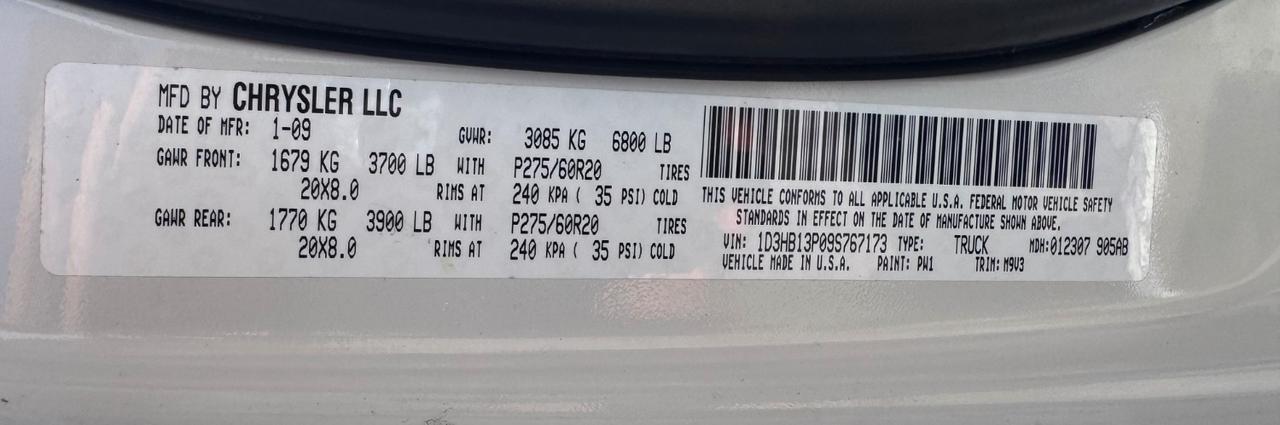 MFD BY CHRYSLER LLC
DATE OF MFR: 1-09 GVWR: 3085 KG 6800 LB
GAWR FRONT: 1679 KG 3700 LB WITH P275/60R20 TIRES
20X8.0 RIMS AT 240 KPA ( 35 PSI) COLD
GAWR REAR: 1770 KG 3900 LB WITH P275/60R20 TIRES
20X8.0 RIMS AT 240 KPA ( 35 PSI) COLD
THIS VEHICLE CONFORMS TO ALL APPLICABLE U.S.A. FEDERAL MOTOR VEHICLE SAFETY
STANDARDS IN EFFECT ON THE DATE OF MANUFACTURE SHOWN ABOVE.
VIN: 1D3HB13P09S767173 TYPE: TRUCK MDH:012307 905AB
VEHICLE MADE IN U.S.A. PAINT: PW1 TRIM: M9V3